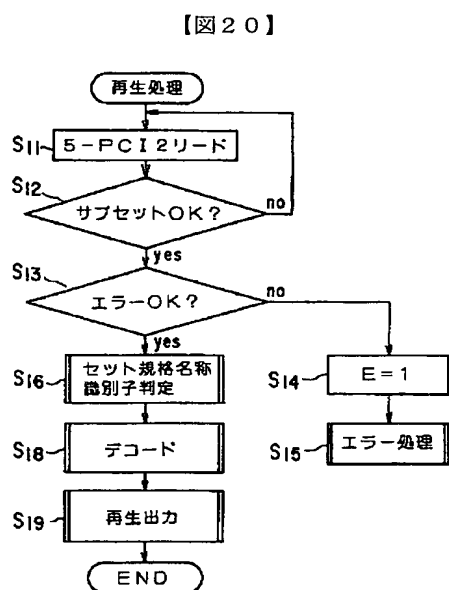 【図２０】
再生処理
S11
５－ＰＣＩ２リード
S12
サブセットＯＫ？
no
yes
S13
エラーＯＫ？
no
yes
S16
セット規格名称
識別子判定
S14
Ｅ＝１
S18
デコード
S15
エラー処理
S19
再生出力
ＥＮＤ